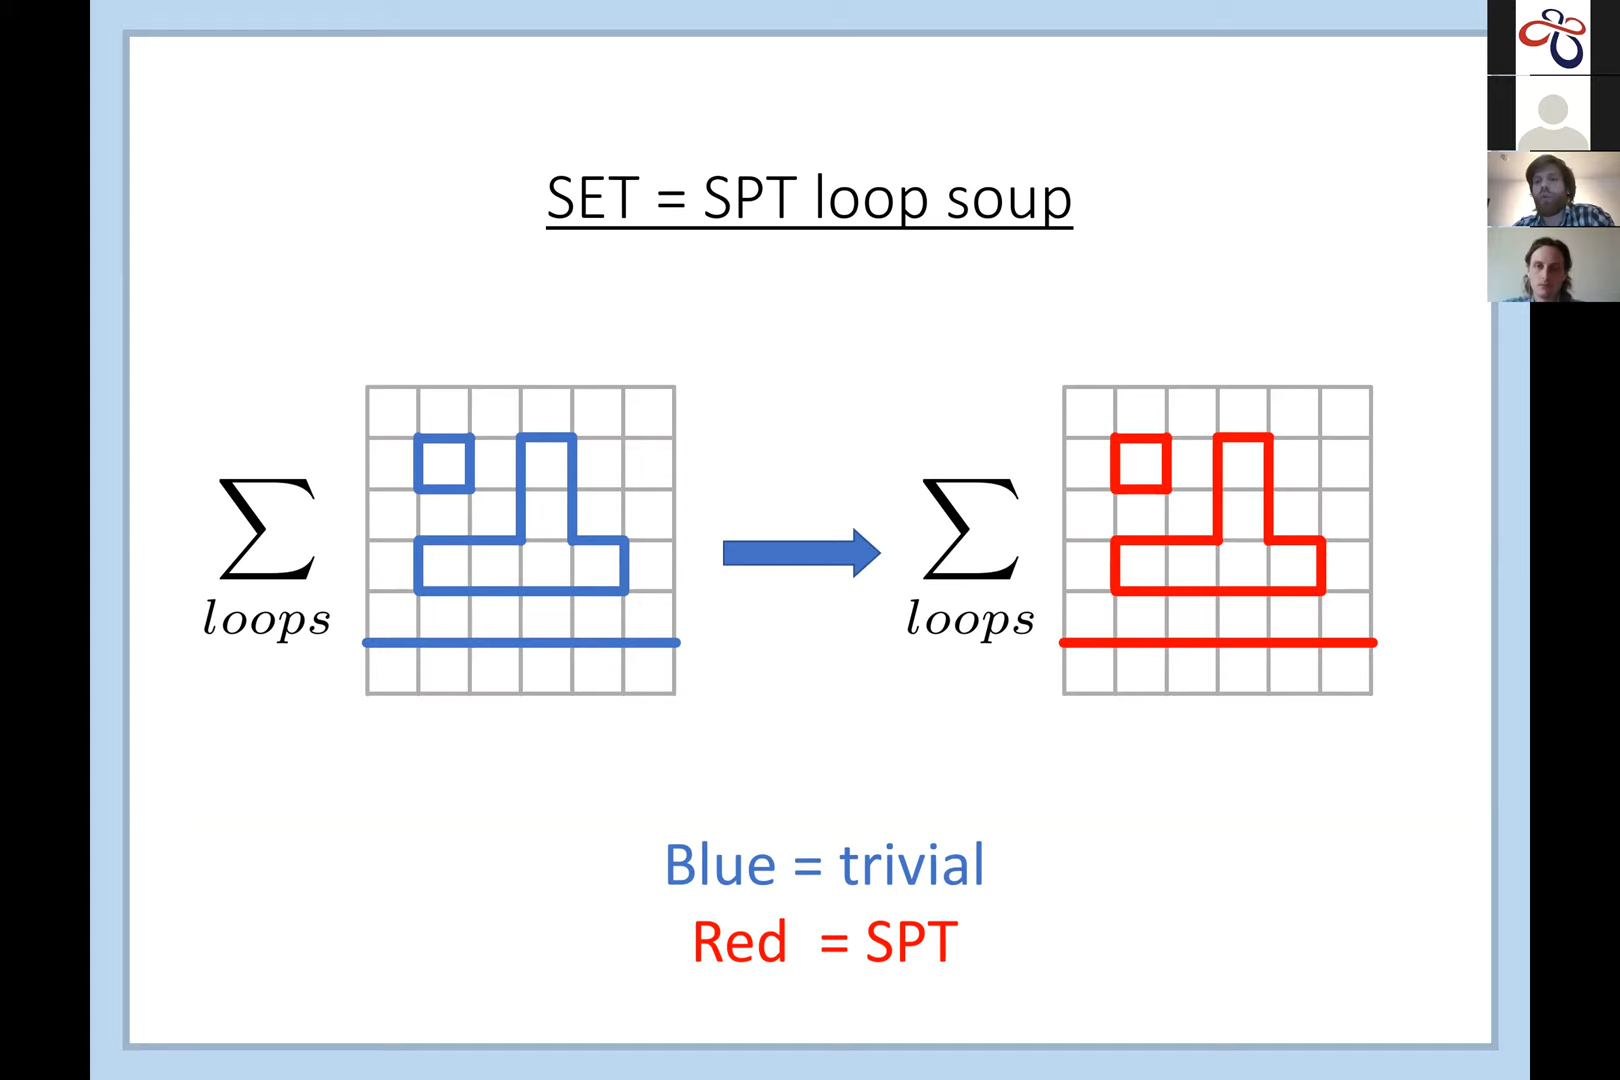 SET = SPT loop soup
∑
loops
∑
loops
Blue = trivial
Red = SPT